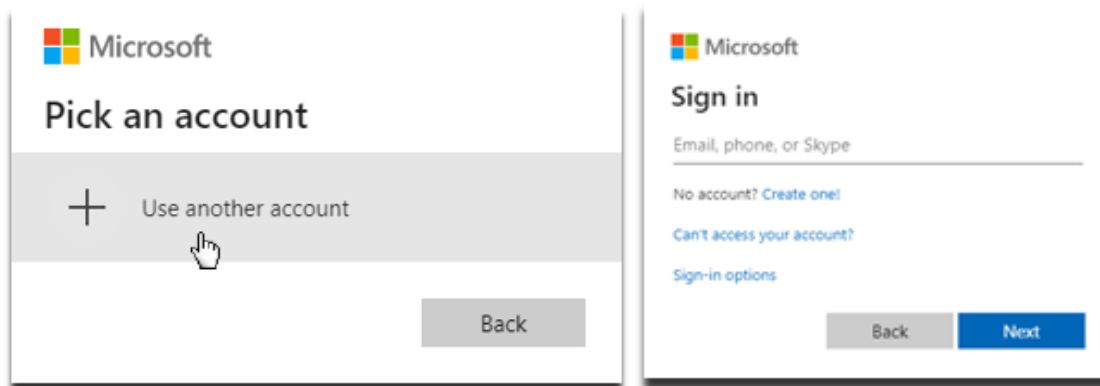 Microsoft
Pick an account
Use another account
Back
Microsoft
Sign in
Email, phone, or Skype
No account? Create one!
Can't access your account?
Sign-in options
Back Next